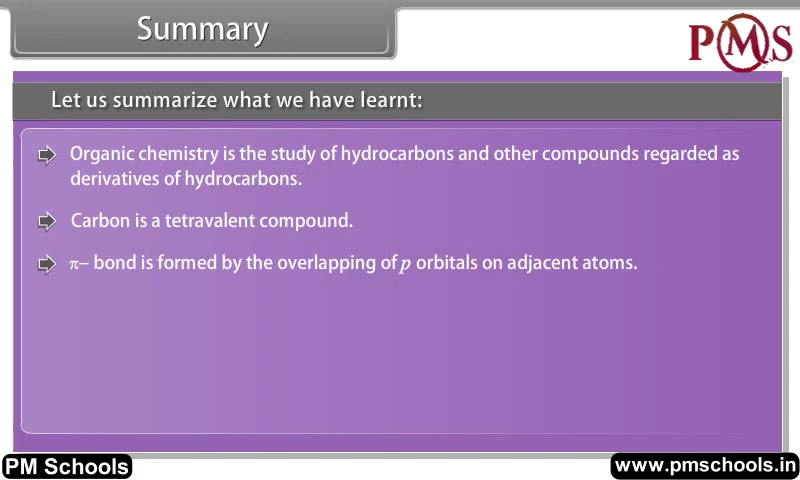 Summary
PMS
Let us summarize what we have learnt:
Organic chemistry is the study of hydrocarbons and other compounds regarded as
derivatives of hydrocarbons.
Carbon is a tetravalent compound.
π– bond is formed by the overlapping of p orbitals on adjacent atoms.
PM Schools
www.pmschools.in